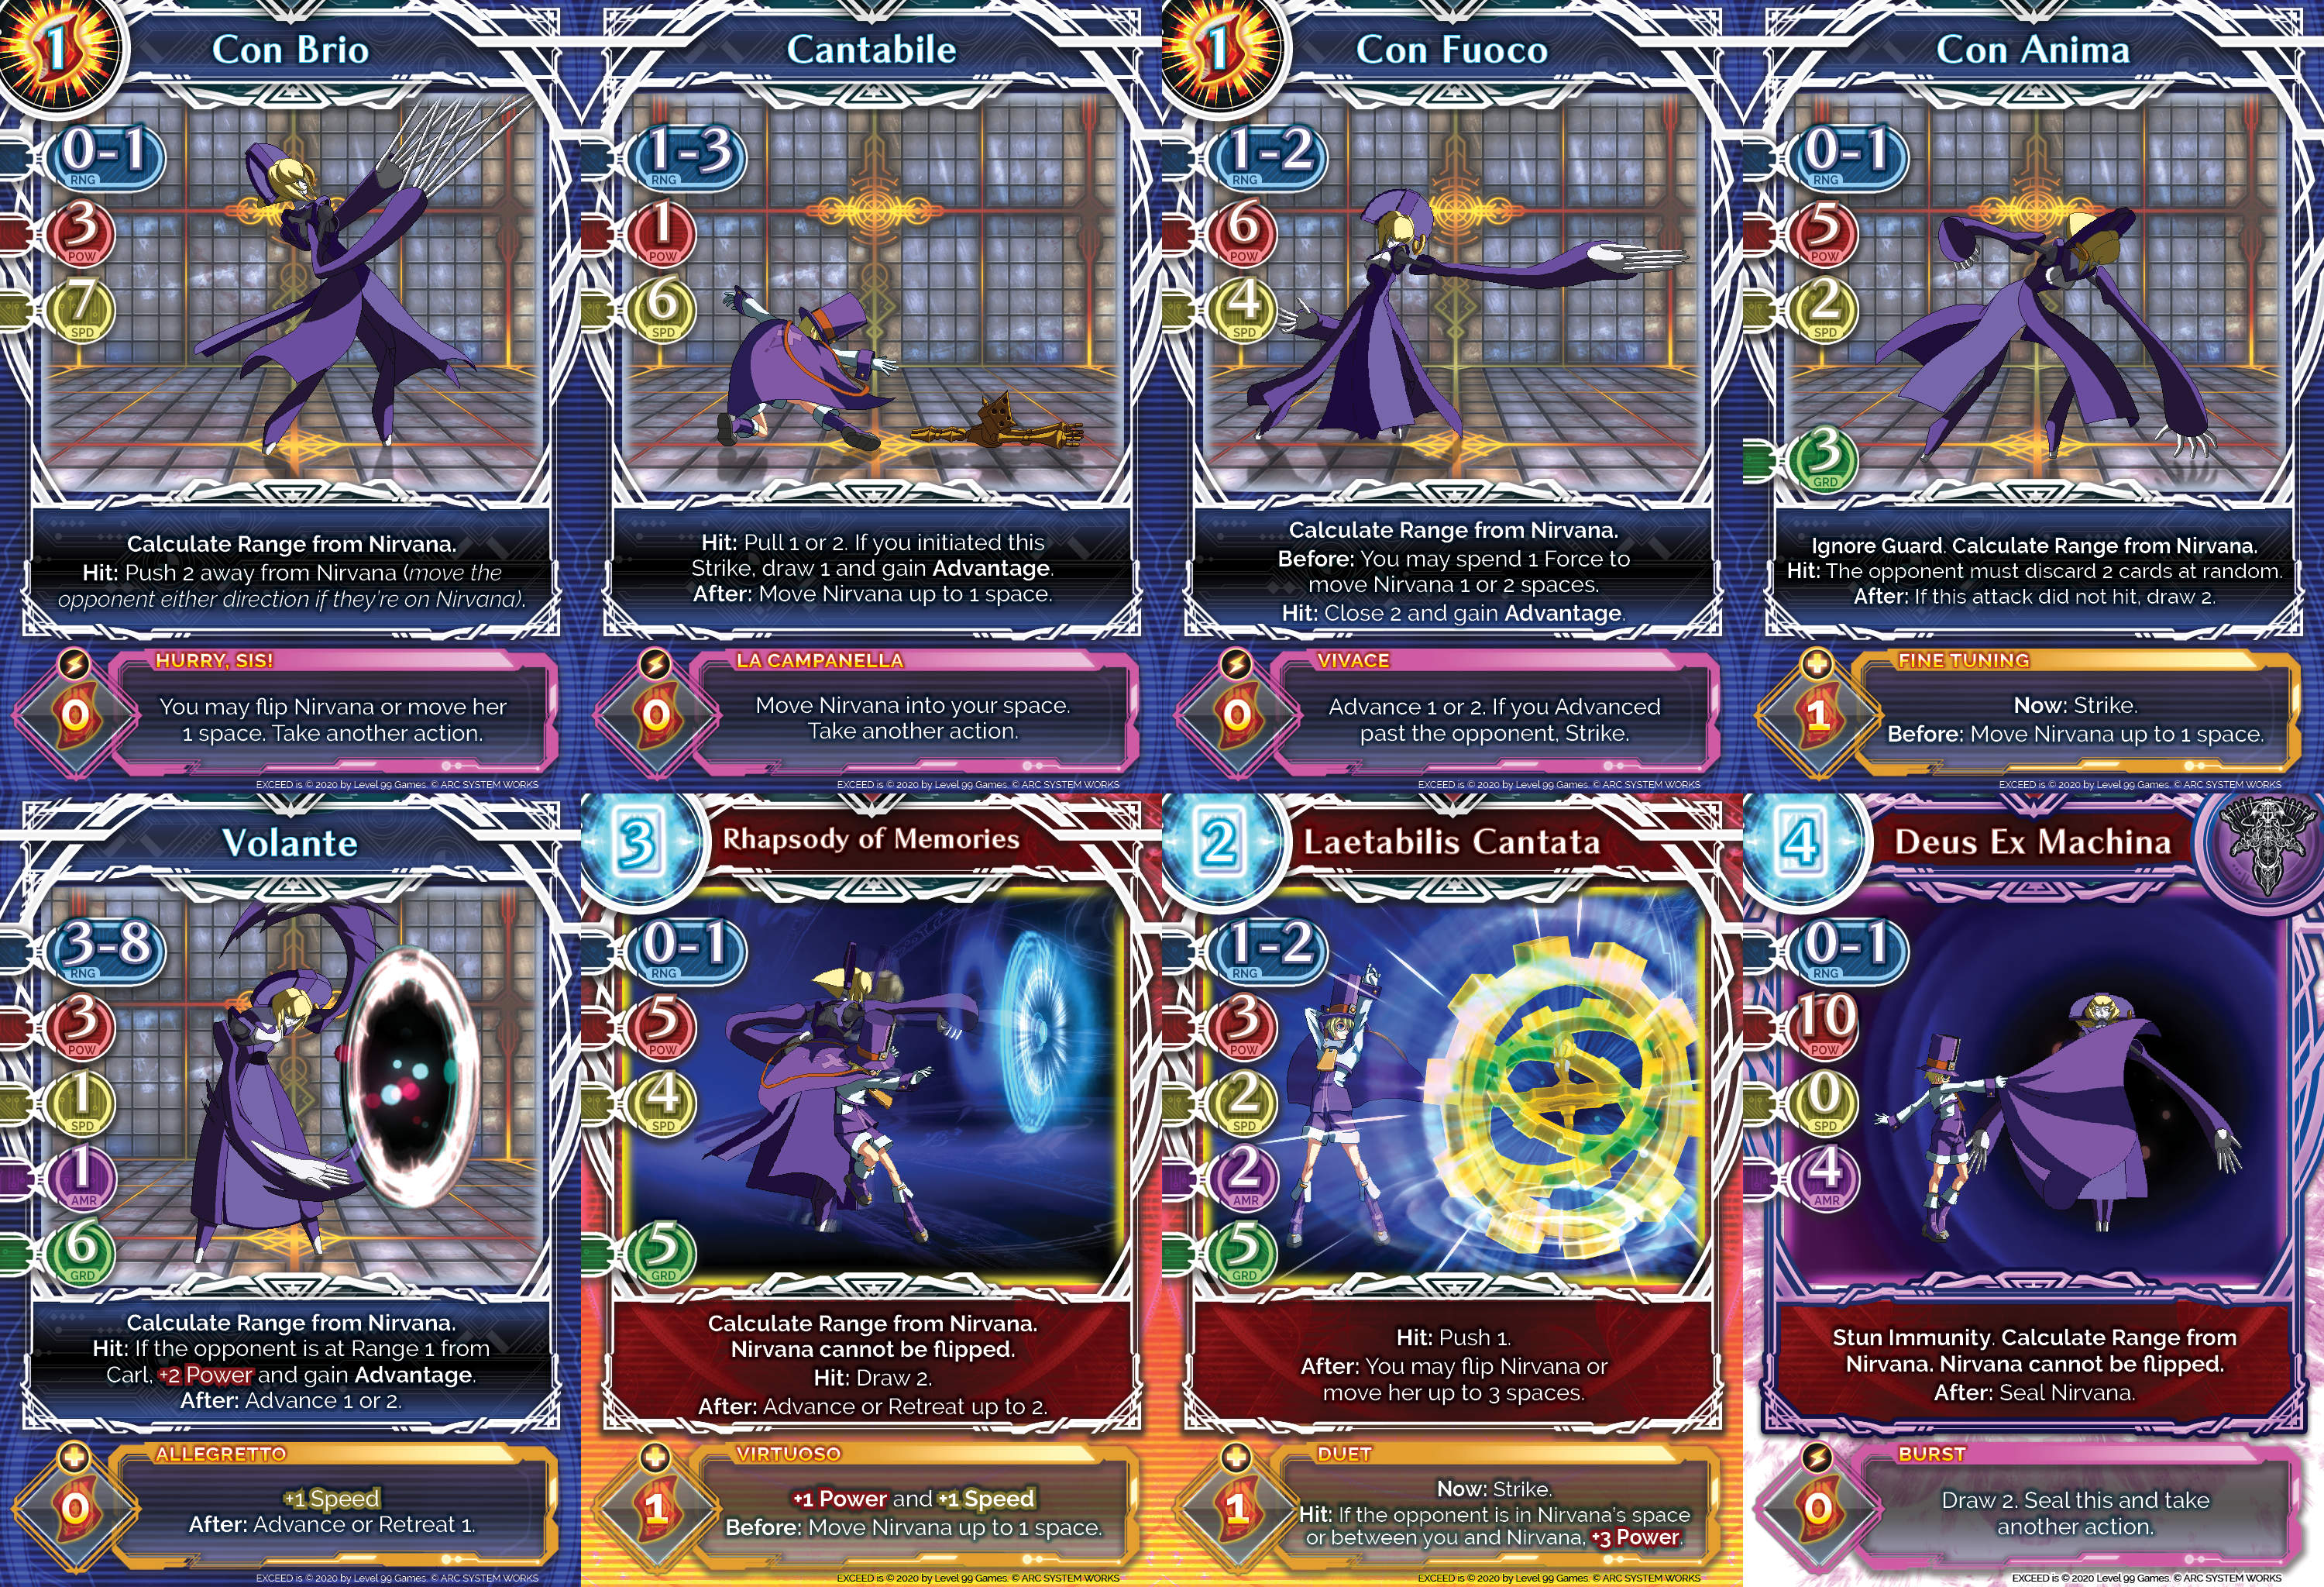 1
Con Brio
0-1
RNG
3
POW
7
SPD
Calculate Range from Nirvana.
Hit: Push 2 away from Nirvana (move the
opponent either direction if they're on Nirvana).
HURRY, SIS!
0
You may flip Nirvana or move her
1 space. Take another action.
EXCEED is © 2020 by Level 99 Games. © ARC SYSTEM WORKS
Cantabile
1-3
RNG
1
POW
6
SPD
Hit: Pull 1 or 2. If you initiated this
Strike, draw 1 and gain Advantage.
After: Move Nirvana up to 1 space.
LA CAMPANELLA
0
Move Nirvana into your space.
Take another action.
EXCEED is © 2020 by Level 99 Games. © ARC SYSTEM WORKS
1
Con Fuoco
1-2
RNG
6
POW
4
SPD
Calculate Range from Nirvana.
Before: You may spend 1 Force to
move Nirvana 1 or 2 spaces.
Hit: Close 2 and gain Advantage.
VIVACE
0
Advance 1 or 2. If you Advanced
past the opponent, Strike.
EXCEED is © 2020 by Level 99 Games. © ARC SYSTEM WORKS
Con Anima
0-1
RNG
5
POW
2
SPD
3
GRD
Ignore Guard. Calculate Range from Nirvana.
Hit: The opponent must discard 2 cards at random.
After: If this attack did not hit, draw 2.
FINE TUNING
1
Now: Strike.
Before: Move Nirvana up to 1 space.
EXCEED is © 2020 by Level 99 Games. © ARC SYSTEM WORKS
Volante
3-8
RNG
3
POW
1
SPD
1
AMR
6
GRD
Calculate Range from Nirvana.
Hit: If the opponent is at Range 1 from
Carl, +2 Power and gain Advantage.
After: Advance 1 or 2.
ALLEGRETTO
0
+1 Speed
After: Advance or Retreat 1.
EXCEED is © 2020 by Level 99 Games. © ARC SYSTEM WORKS
3
Rhapsody of Memories
0-1
RNG
5
POW
4
SPD
5
GRD
Calculate Range from Nirvana.
Nirvana cannot be flipped.
Hit: Draw 2.
After: Advance or Retreat up to 2.
VIRTUOSO
1
+1 Power and +1 Speed
Before: Move Nirvana up to 1 space.
EXCEED is © 2020 by Level 99 Games. © ARC SYSTEM WORKS
2
Laetabilis Cantata
1-2
RNG
3
POW
2
SPD
2
AMR
5
GRD
Hit: Push 1.
After: You may flip Nirvana or
move her up to 3 spaces.
DUET
1
Now: Strike.
Hit: If the opponent is in Nirvana's space
or between you and Nirvana, +3 Power.
EXCEED is © 2020 by Level 99 Games. © ARC SYSTEM WORKS
4
Deus Ex Machina
0-1
RNG
10
POW
0
SPD
4
AMR
Stun Immunity. Calculate Range from
Nirvana. Nirvana cannot be flipped.
After: Seal Nirvana.
BURST
0
Draw 2. Seal this and take
another action.
EXCEED is © 2020 by Level 99 Games. © ARC SYSTEM WORKS